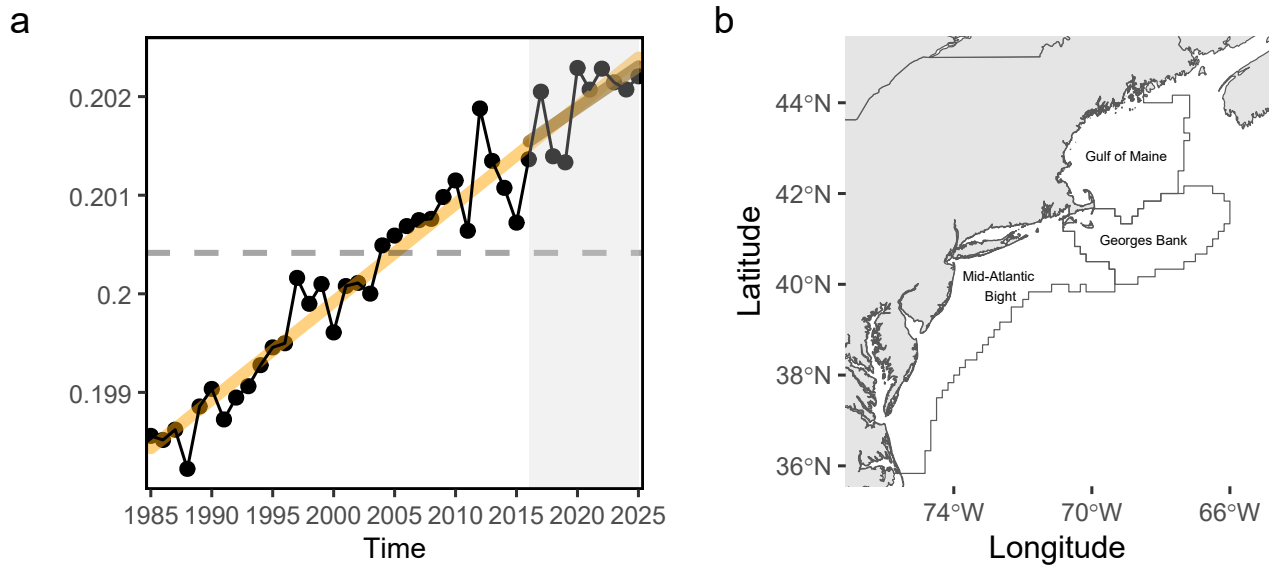 a
0.202
0.201
0.2
0.199
1985 1990 1995 2000 2005 2010 2015 2020 2025
Time
b
44°N
42°N
40°N
38°N
36°N
Latitude
Gulf of Maine
Georges Bank
Mid-Atlantic
Bight
74°W 70°W 66°W
Longitude